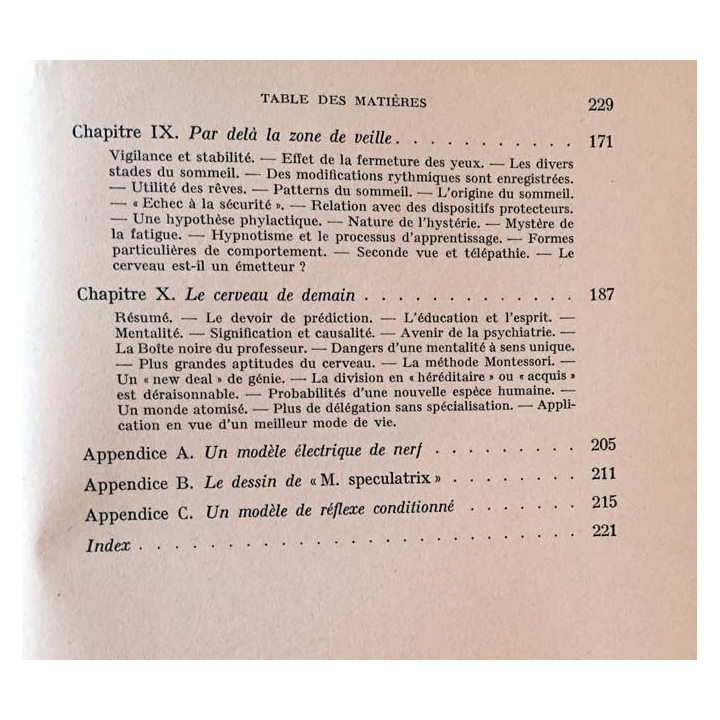 TABLE DES MATIÈRES 229
Chapitre IX. Par delà la zone de veille. . . . . . . . . . . . 171
Vigilance et stabilité. — Effet de la fermeture des yeux. — Les divers
stades du sommeil. — Des modifications rythmiques sont enregistrées.
— Utilité des rêves. — Patterns du sommeil. — L'origine du sommeil.
— « Echec à la sécurité ». — Relation avec des dispositifs protecteurs.
— Une hypothèse phylactique. — Nature de l'hystérie. — Mystère de
la fatigue. — Hypnotisme et le processus d'apprentissage. — Formes
particulières de comportement. — Seconde vue et télépathie. — Le
cerveau est-il un émetteur ?
Chapitre X. Le cerveau de demain . . . . . . . . . . . . . 187
Résumé. — Le devoir de prédiction. — L'éducation et l'esprit. —
Mentalité. — Signification et causalité. — Avenir de la psychiatrie. —
La Boîte noire du professeur. — Dangers d'une mentalité à sens unique.
— Plus grandes aptitudes du cerveau. — La méthode Montessori. —
Un « new deal » de génie. — La division en « héréditaire » ou « acquis »
est déraisonnable. — Probabilités d'une nouvelle espèce humaine. —
Un monde atomisé. — Plus de délégation sans spécialisation. — Appli-
cation en vue d'un meilleur mode de vie.
Appendice A. Un modèle électrique de nerf . . . . . . . . . 205
Appendice B. Le dessin de « M. speculatrix » . . . . . . . . 211
Appendice C. Un modèle de réflexe conditionné . . . . . . . 215
Index . . . . . . . . . . . . . . . . . . . . . . . 221